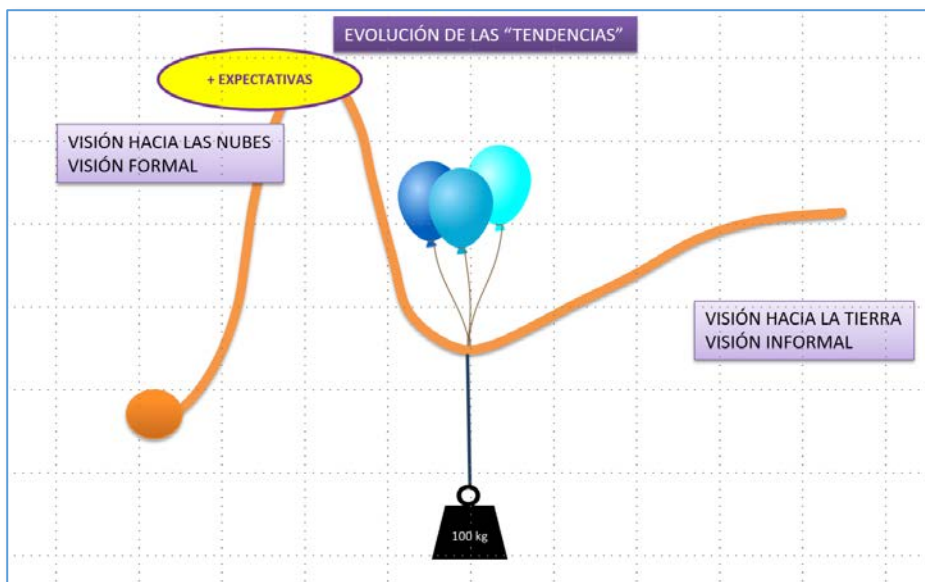 EVOLUCIÓN DE LAS “TENDENCIAS”
+ EXPECTATIVAS
VISIÓN HACIA LAS NUBES
VISIÓN FORMAL
VISIÓN HACIA LA TIERRA
VISIÓN INFORMAL
100 kg